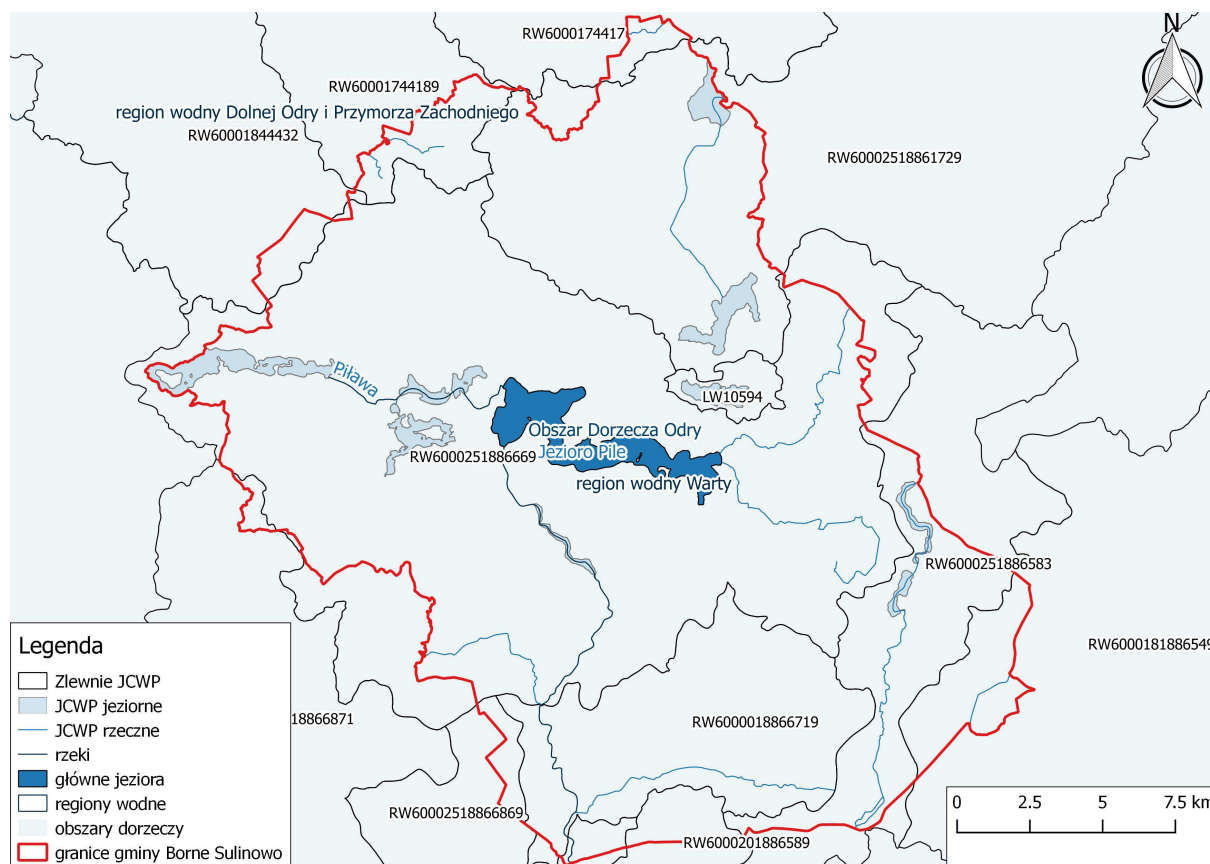 N
RW6000174417
RW60001744189
region wodny Dolnej Odry i Przymorza Zachodniego
RW60001844432
RW60002518861729
Piława
LW10594
Obszar Dorzecza Odry
RW6000251886669
Jezioro Pile
region wodny Warty
RW6000251886583
RW6000181886549
18866871
RW6000018866719
RW60002518866869
RW6000201886589
Legenda
Zlewnie JCWP
JCWP jeziorne
JCWP rzeczne
rzeki
główne jeziora
regiony wodne
obszary dorzeczy
granice gminy Borne Sulinowo
0 2.5 5 7.5 km